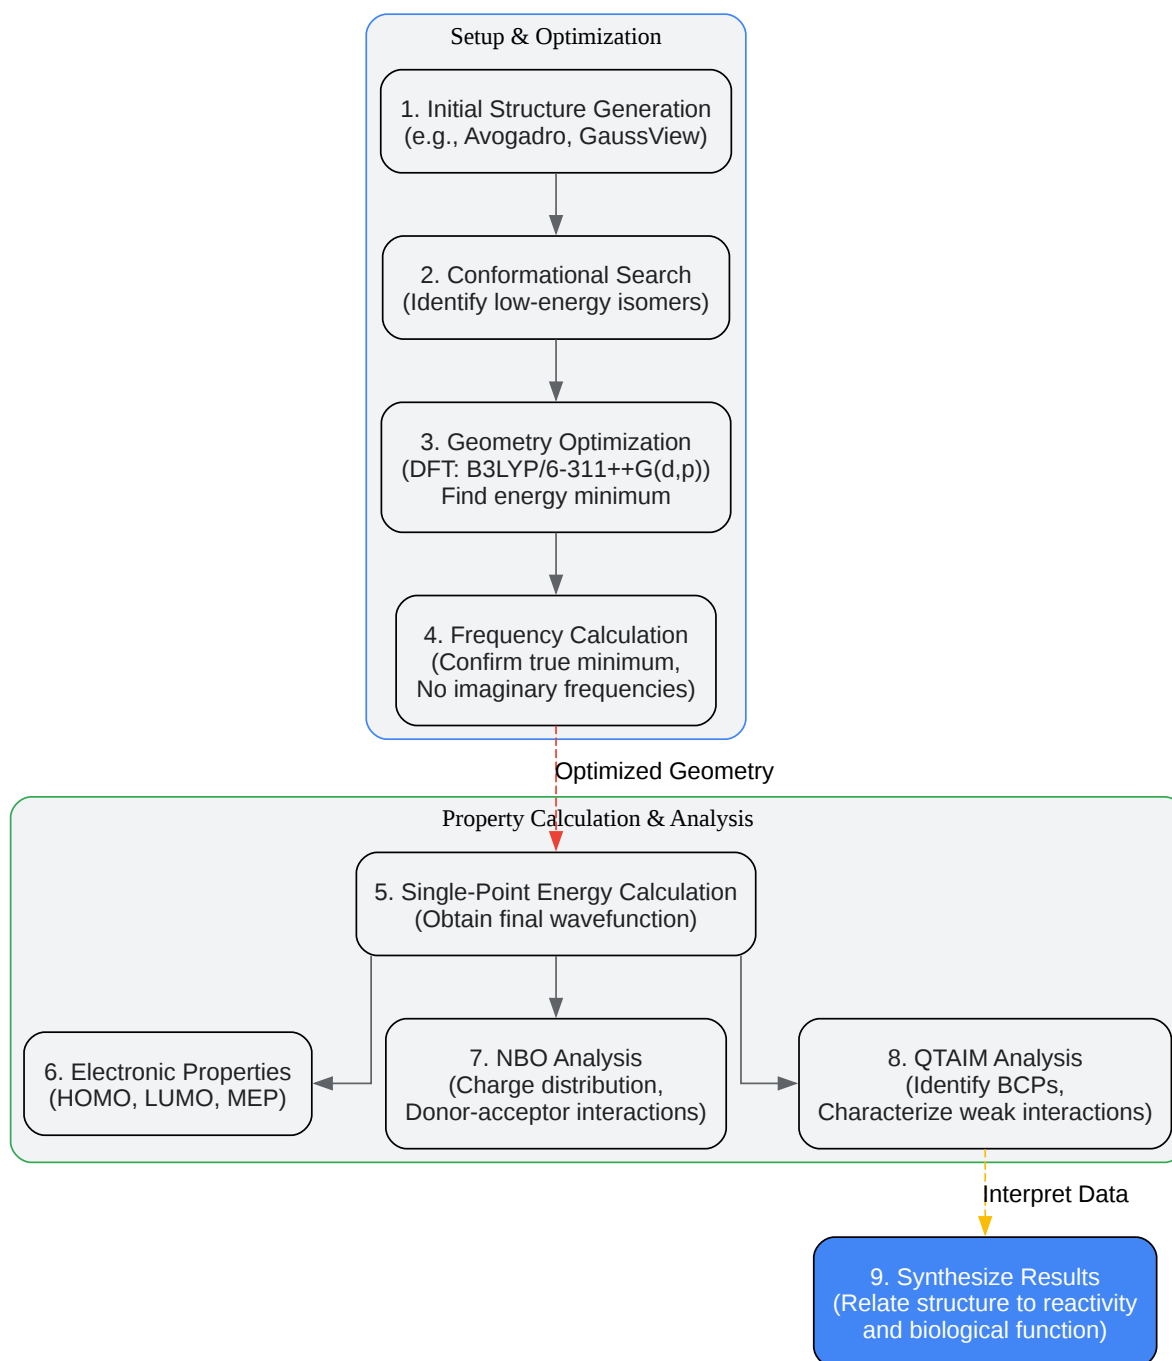 Setup & Optimization
1. Initial Structure Generation
(e.g., Avogadro, GaussView)
2. Conformational Search
(Identify low-energy isomers)
3. Geometry Optimization
(DFT: B3LYP/6-311++G(d,p))
Find energy minimum
4. Frequency Calculation
(Confirm true minimum,
No imaginary frequencies)
Optimized Geometry
Property Calculation & Analysis
5. Single-Point Energy Calculation
(Obtain final wavefunction)
6. Electronic Properties
(HOMO, LUMO, MEP)
7. NBO Analysis
(Charge distribution,
Donor-acceptor interactions)
8. QTAIM Analysis
(Identify BCPs,
Characterize weak interactions)
Interpret Data
9. Synthesize Results
(Relate structure to reactivity
and biological function)